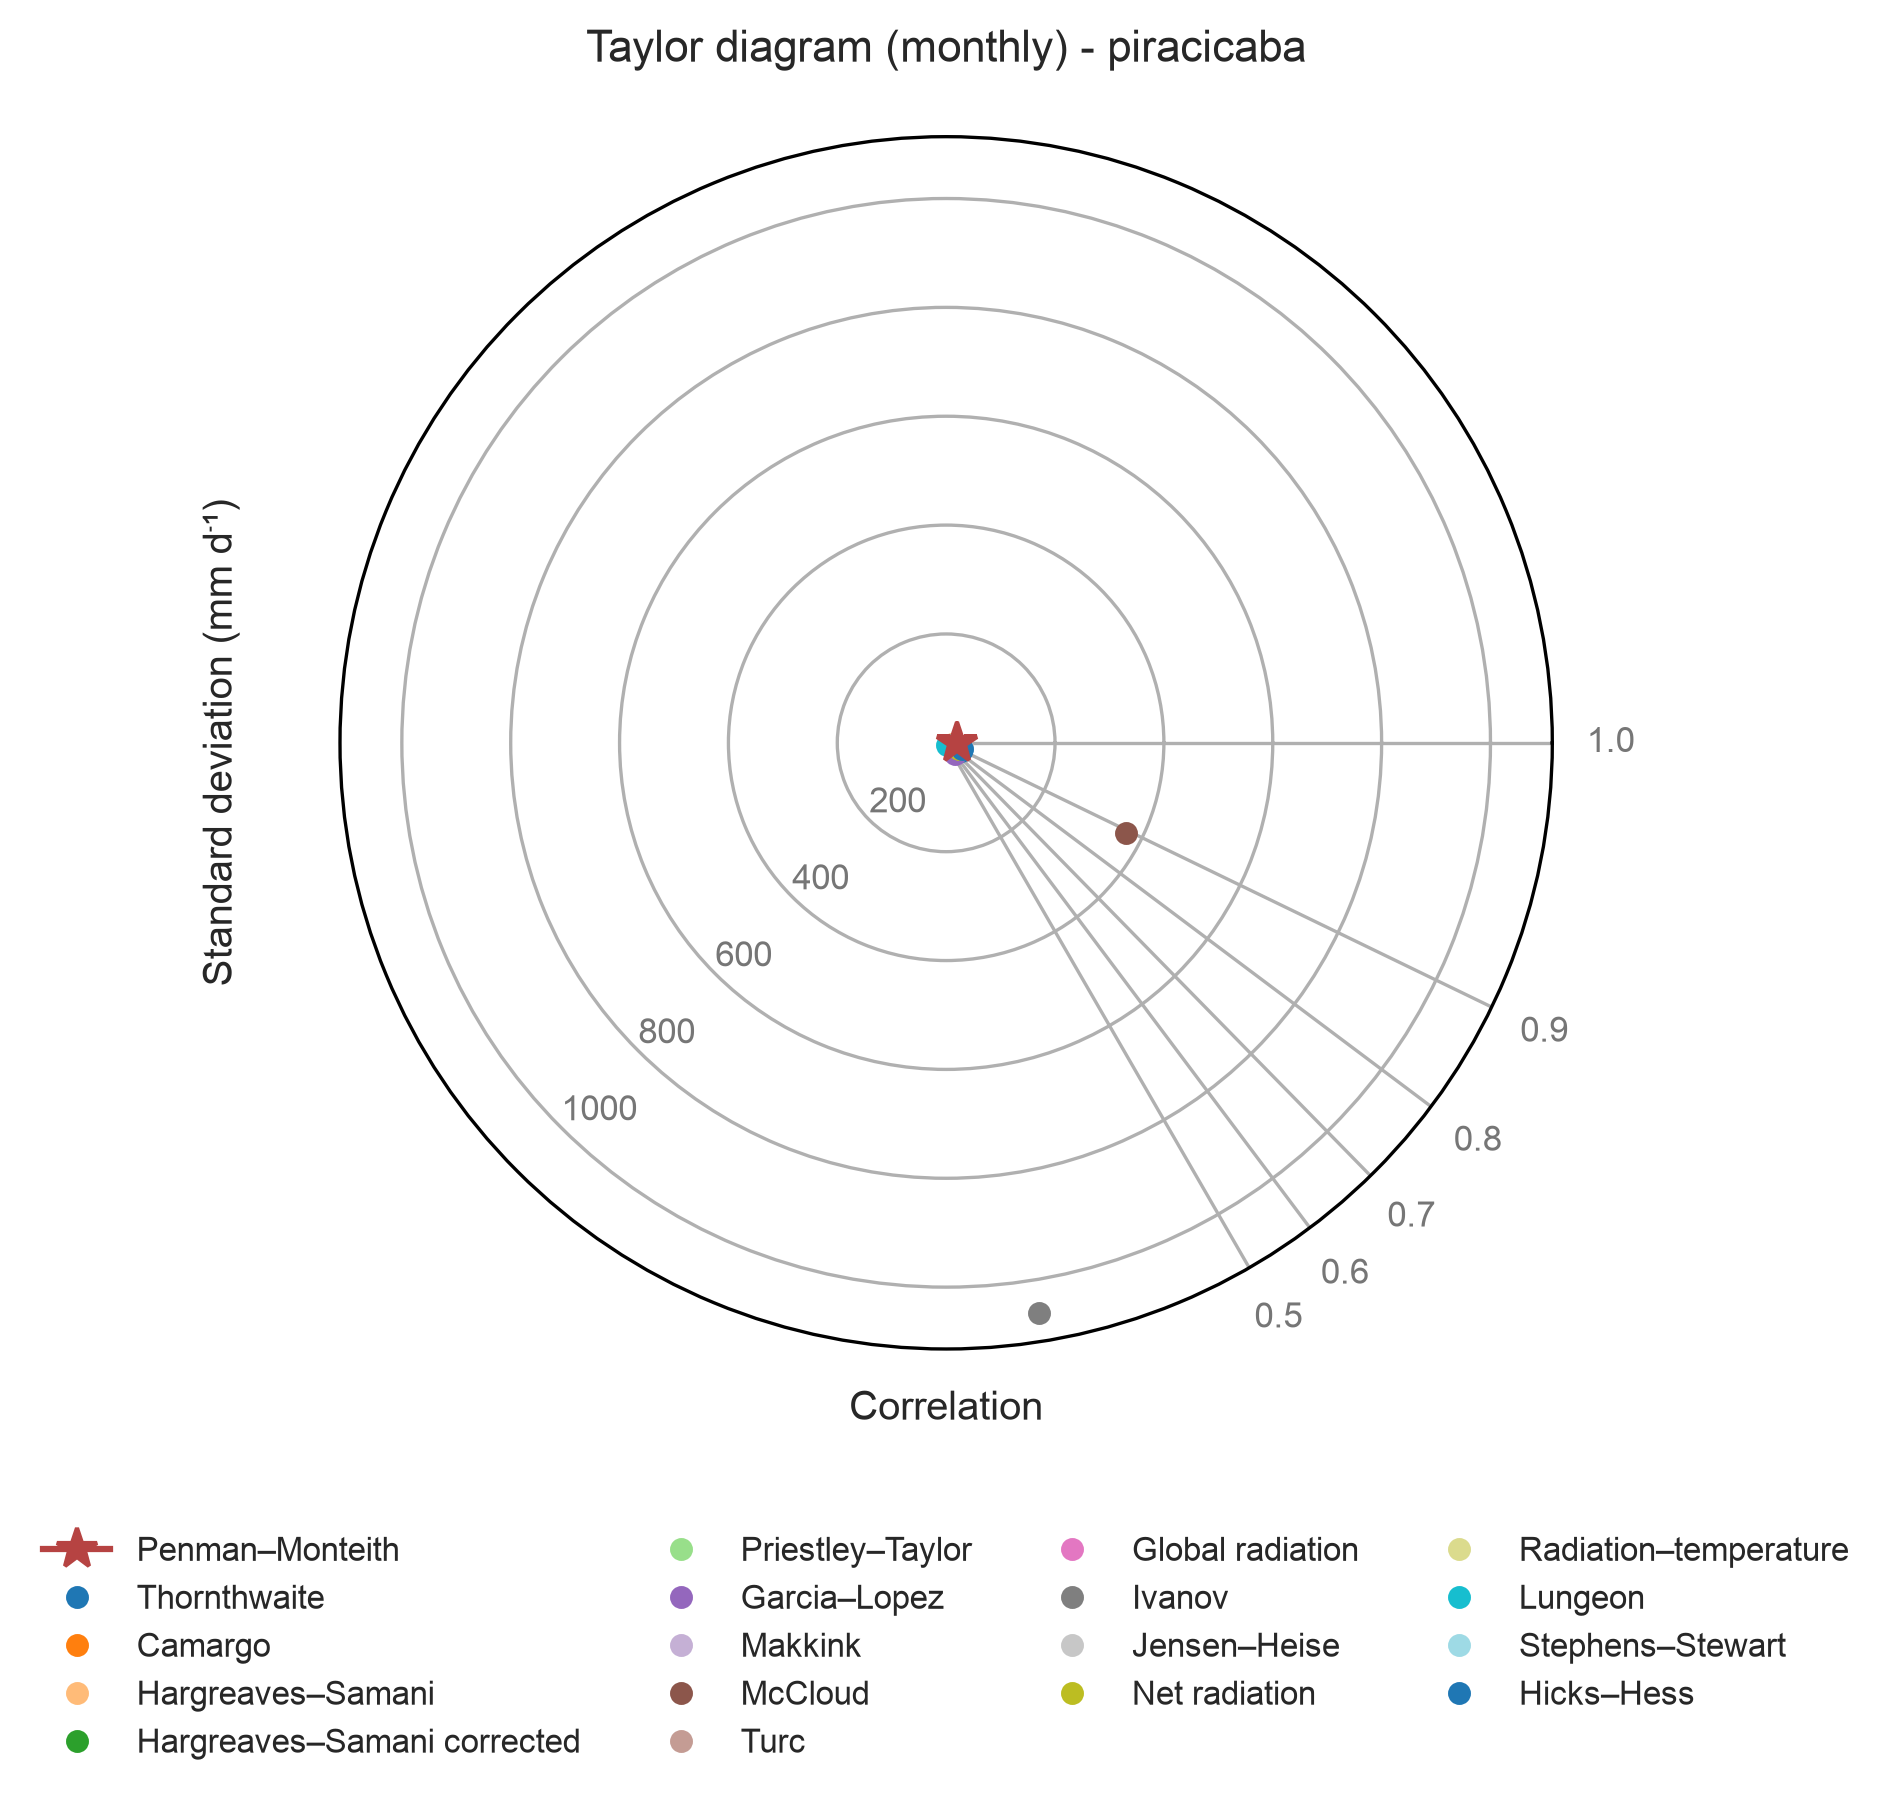 Taylor diagram (monthly) - piracicaba
Standard deviation (mm d⁻¹)
200
400
600
800
1000
1.0
0.9
0.8
0.7
0.6
0.5
Correlation
Penman–Monteith
Thornthwaite
Camargo
Hargreaves–Samani
Hargreaves–Samani corrected
Priestley–Taylor
Garcia–Lopez
Makkink
McCloud
Turc
Global radiation
Ivanov
Jensen–Heise
Net radiation
Radiation–temperature
Lungeon
Stephens–Stewart
Hicks–Hess